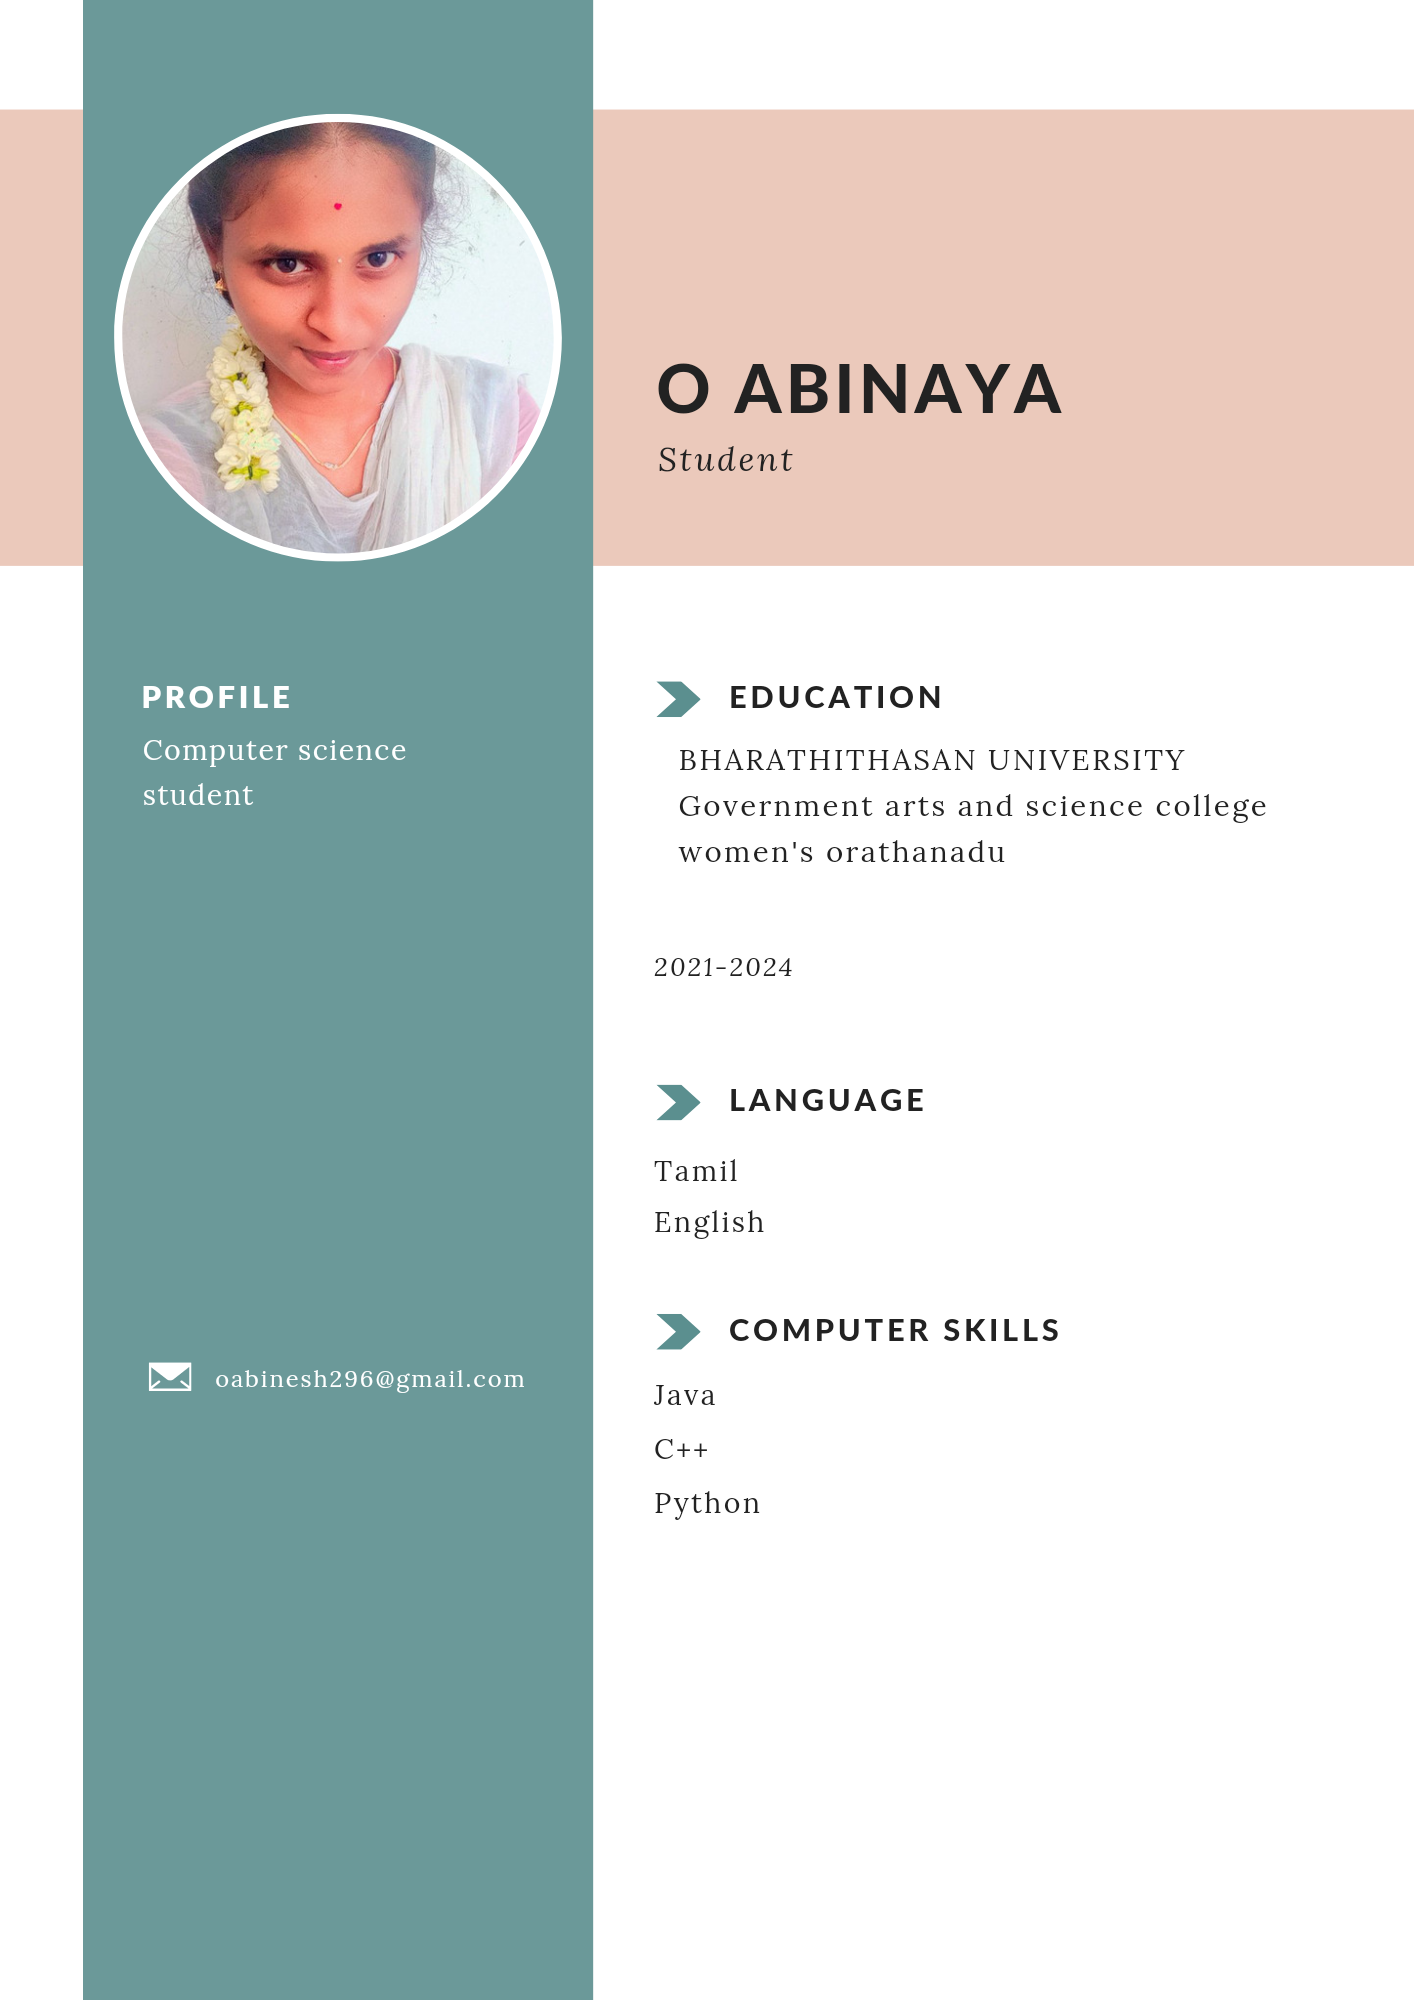 O ABINAYA
Student
PROFILE
Computer science
student
oabinesh296@gmail.com
EDUCATION
BHARATHITHASAN UNIVERSITY
Government arts and science college
women's orathanadu
2021-2024
LANGUAGE
Tamil
English
COMPUTER SKILLS
Java
C++
Python